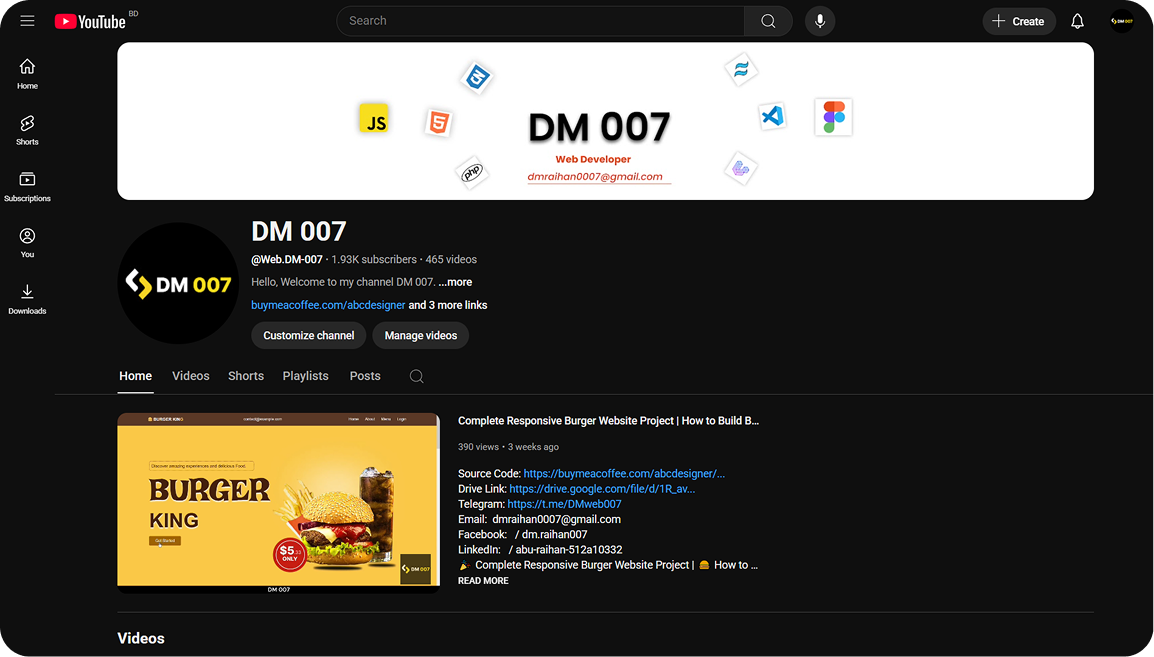 YouTube BD
Search
Create
DM 007
Home
Shorts
Subscriptions
You
Downloads
JS
5
php
DM 007
Web Developer
dmraihan0007@gmail.com
DM 007
DM 007
@Web.DM-007 • 1.93K subscribers • 465 videos
Hello, Welcome to my channel DM 007. ...more
buymeacoffee.com/abcdesigner and 3 more links
Customize channel
Manage videos
Home Videos Shorts Playlists Posts
BURGER KING contact@example.com Home About Menu Login
Discover amazing experiences and delicious Food.
BURGER
KING
Get Started
$5
ONLY
DM 007
DM 007
Complete Responsive Burger Website Project | How to Build B...
390 views • 3 weeks ago
Source Code: https://buymeacoffee.com/abcdesigner/...
Drive Link: https://drive.google.com/file/d/1R_av...
Telegram: https://t.me/DMweb007
Email: dmraihan0007@gmail.com
Facebook: / dm.raihan007
LinkedIn: / abu-raihan-512a10332
🎉 Complete Responsive Burger Website Project | 🍔 How to ...
READ MORE
Videos